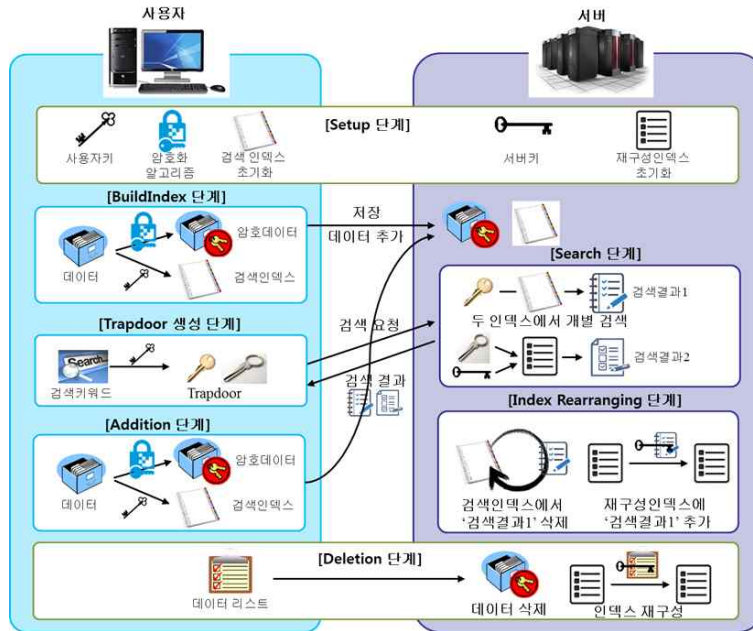 사용자
서버
[Setup 단계]
사용자키
암호화
알고리즘
검색 인덱스
초기화
서버키
재구성인덱스
초기화
[BuildIndex 단계]
데이터
암호데이터
검색인덱스
저장
데이터 추가
[Search 단계]
검색결과1
두 인덱스에서 개별 검색
검색결과2
[Trapdoor 생성 단계]
Search...
검색키워드
Trapdoor
검색 요청
검색 결과
[Addition 단계]
데이터
암호데이터
검색인덱스
[Index Rearranging 단계]
검색인덱스에서
'검색결과1' 삭제
재구성인덱스에
'검색결과1' 추가
[Deletion 단계]
데이터 리스트
데이터 삭제
인덱스 재구성